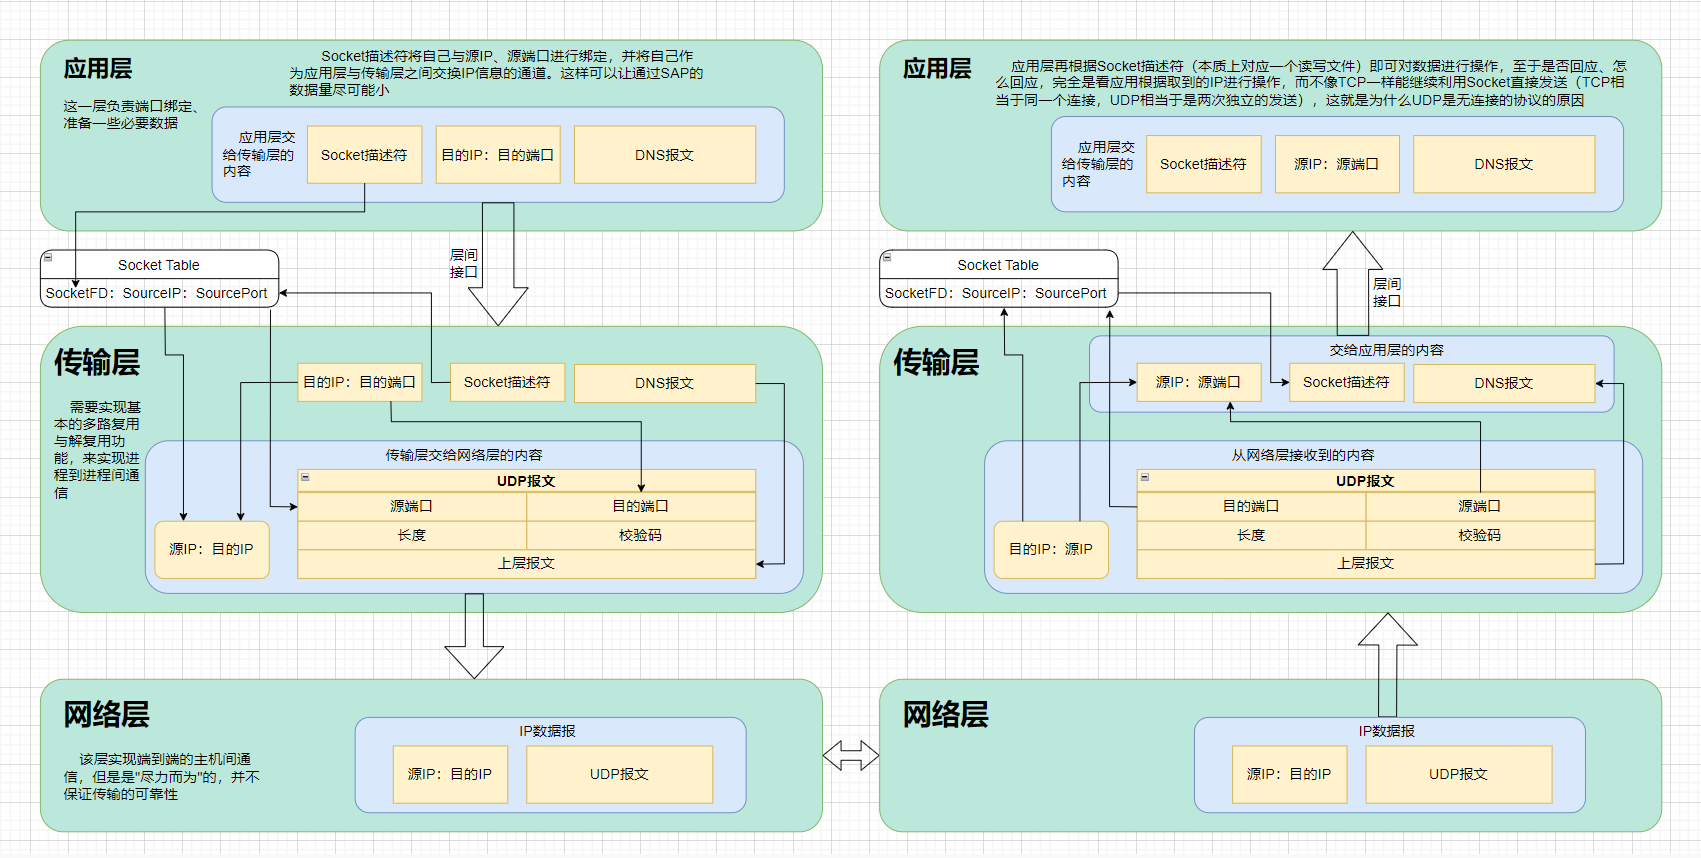 应用层
Socket描述符将自己与源IP、源端口进行绑定，并将自己作
为应用层与传输层之间交换IP信息的通道。这样可以让通过SAP的
数据量尽可能小
这一层负责端口绑定、
准备一些必要数据
应用层交
给传输层的
内容
Socket描述符
目的IP：目的端口
DNS报文
层间
接口
Socket Table
SocketFD：SourceIP：SourcePort
传输层
需要实现基
本的多路复用
与解复用功
能，来实现进
程到进程间通
信
目的IP：目的端口
Socket描述符
DNS报文
传输层交给网络层的内容
UDP报文
源端口
目的端口
长度
校验码
上层报文
源IP：目的IP
网络层
该层实现端到端的主机间通
信，但是是"尽力而为"的，并不
保证传输的可靠性
IP数据报
源IP：目的IP
UDP报文
应用层
应用层再根据Socket描述符（本质上对应一个读写文件）即可对数据进行操作，至于是否回应、怎
么回应，完全是看应用根据取到的IP进行操作，而不像TCP一样能继续利用Socket直接发送（TCP相
当于同一个连接，UDP相当于是两次独立的发送），这就是为什么UDP是无连接的协议的原因
应用层交
给传输层的
内容
Socket描述符
源IP：源端口
DNS报文
层间
接口
Socket Table
SocketFD：SourceIP：SourcePort
传输层
交给应用层的内容
源IP：源端口
Socket描述符
DNS报文
从网络层接收到的内容
UDP报文
目的端口
源端口
长度
校验码
上层报文
目的IP：源IP
网络层
IP数据报
源IP：目的IP
UDP报文